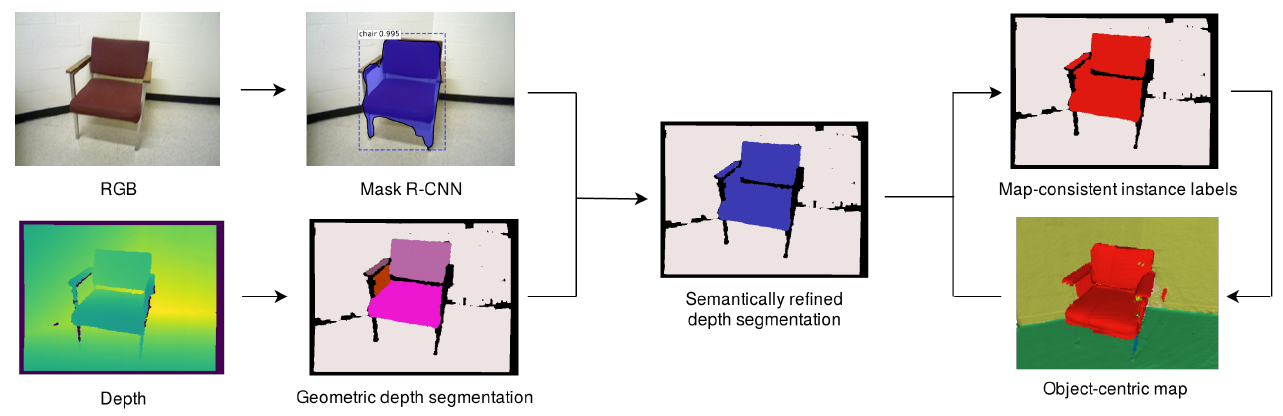 chair 0.995
RGB
Mask R-CNN
Map-consistent instance labels
Semantically refined
depth segmentation
Depth
Geometric depth segmentation
Object-centric map